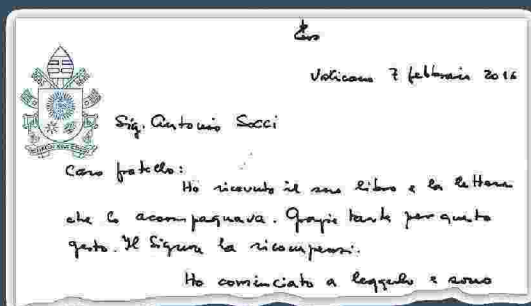 Vaticano 7 febbraio 2016
Sig. Antonio Socci
Caro fratello:
Ho ricevuto il suo libro e la lettera
che lo acompagnava. Grazie tante per questo
gesto. Il Signore la ricompensi.
Ho cominciato a leggerlo e sono